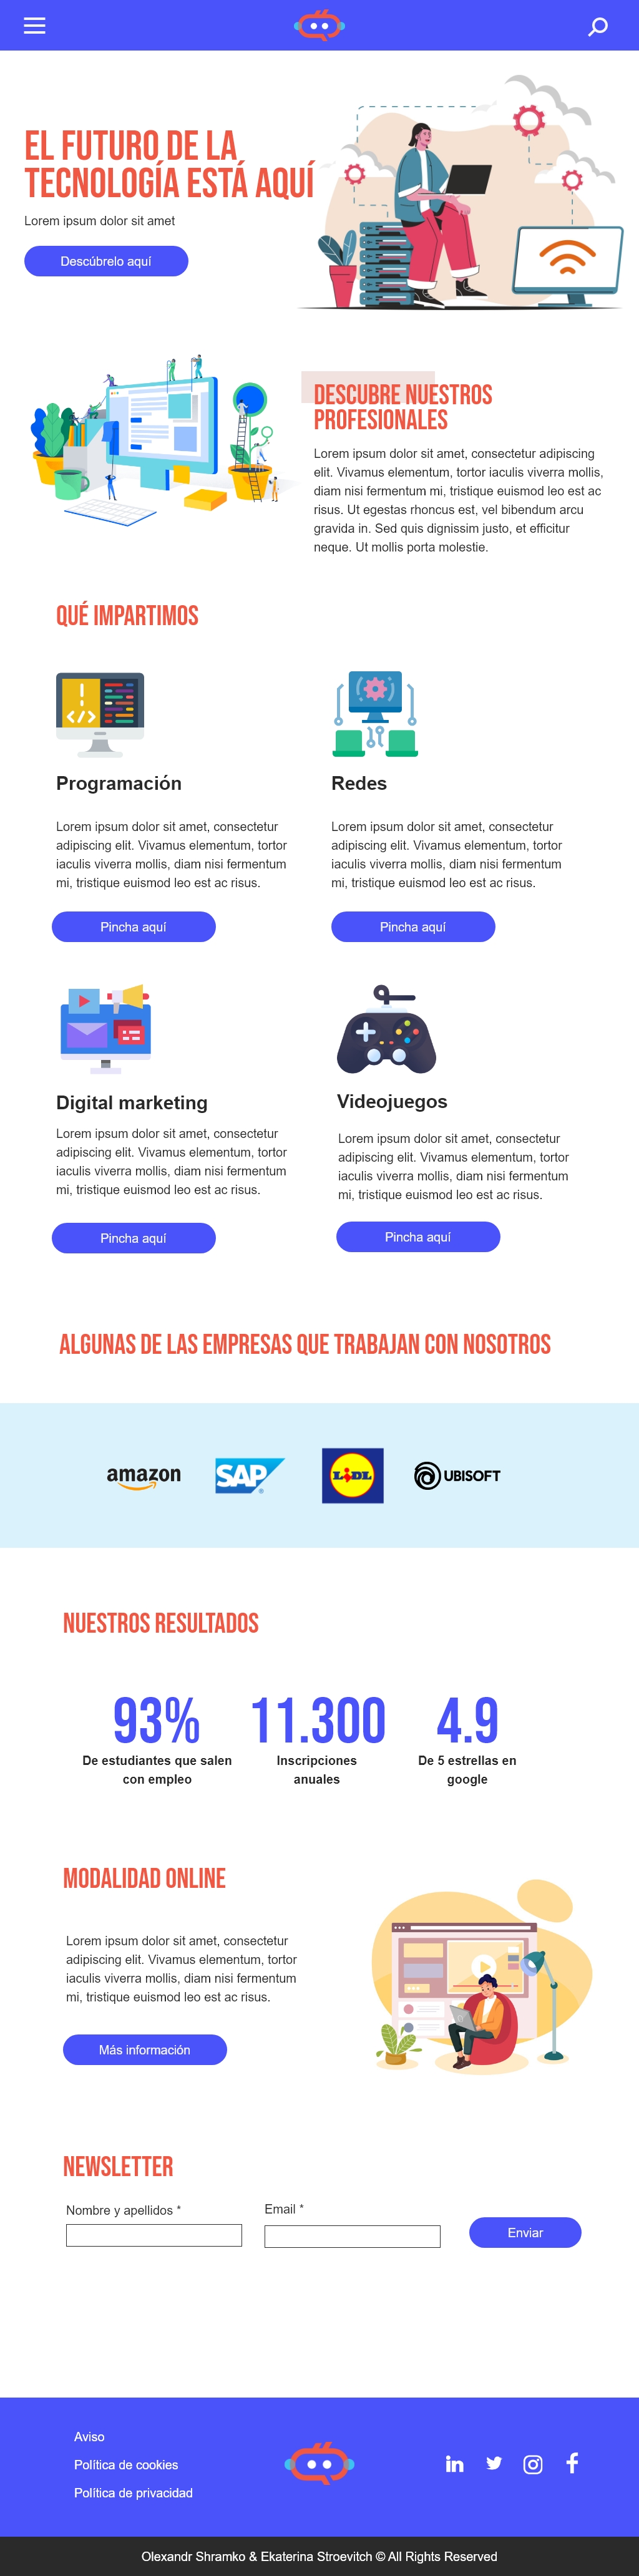 EL FUTURO DE LA
TECNOLOGÍA ESTÁ AQUÍ
Lorem ipsum dolor sit amet
Descúbrelo aquí
DESCUBRE NUESTROS
PROFESIONALES
Lorem ipsum dolor sit amet, consectetur adipiscing
elit. Vivamus elementum, tortor iaculis viverra mollis,
diam nisi fermentum mi, tristique euismod leo est ac
risus. Ut egestas rhoncus est, vel bibendum arcu
gravida in. Sed quis dignissim justo, et efficitur
neque. Ut mollis porta molestie.
QUÉ IMPARTIMOS
Programación
Lorem ipsum dolor sit amet, consectetur
adipiscing elit. Vivamus elementum, tortor
iaculis viverra mollis, diam nisi fermentum
mi, tristique euismod leo est ac risus.
Pincha aquí
Redes
Lorem ipsum dolor sit amet, consectetur
adipiscing elit. Vivamus elementum, tortor
iaculis viverra mollis, diam nisi fermentum
mi, tristique euismod leo est ac risus.
Pincha aquí
Digital marketing
Lorem ipsum dolor sit amet, consectetur
adipiscing elit. Vivamus elementum, tortor
iaculis viverra mollis, diam nisi fermentum
mi, tristique euismod leo est ac risus.
Pincha aquí
Videojuegos
Lorem ipsum dolor sit amet, consectetur
adipiscing elit. Vivamus elementum, tortor
iaculis viverra mollis, diam nisi fermentum
mi, tristique euismod leo est ac risus.
Pincha aquí
ALGUNAS DE LAS EMPRESAS QUE TRABAJAN CON NOSOTROS
amazon
SAP®
LIDL
UBISOFT
NUESTROS RESULTADOS
93%
De estudiantes que salen
con empleo
11.300
Inscripciones
anuales
4.9
De 5 estrellas en
google
MODALIDAD ONLINE
Lorem ipsum dolor sit amet, consectetur
adipiscing elit. Vivamus elementum, tortor
iaculis viverra mollis, diam nisi fermentum
mi, tristique euismod leo est ac risus.
Más información
NEWSLETTER
Nombre y apellidos *
Email *
Enviar
Aviso
Política de cookies
Política de privacidad
Olexandr Shramko & Ekaterina Stroevitch © All Rights Reserved